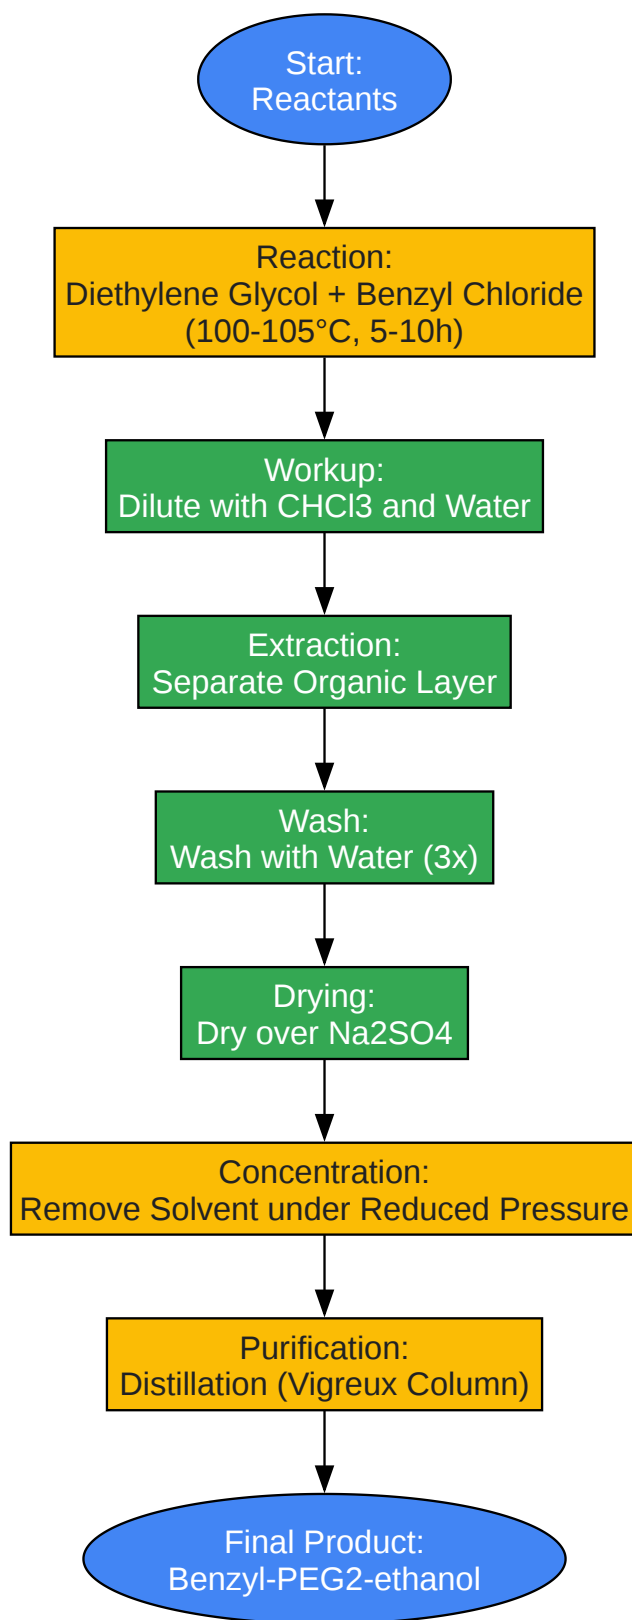 Start:
Reactants
Reaction:
Diethylene Glycol + Benzyl Chloride
(100-105°C, 5-10h)
Workup:
Dilute with CHCl3 and Water
Extraction:
Separate Organic Layer
Wash:
Wash with Water (3x)
Drying:
Dry over Na2SO4
Concentration:
Remove Solvent under Reduced Pressure
Purification:
Distillation (Vigreux Column)
Final Product:
Benzyl-PEG2-ethanol